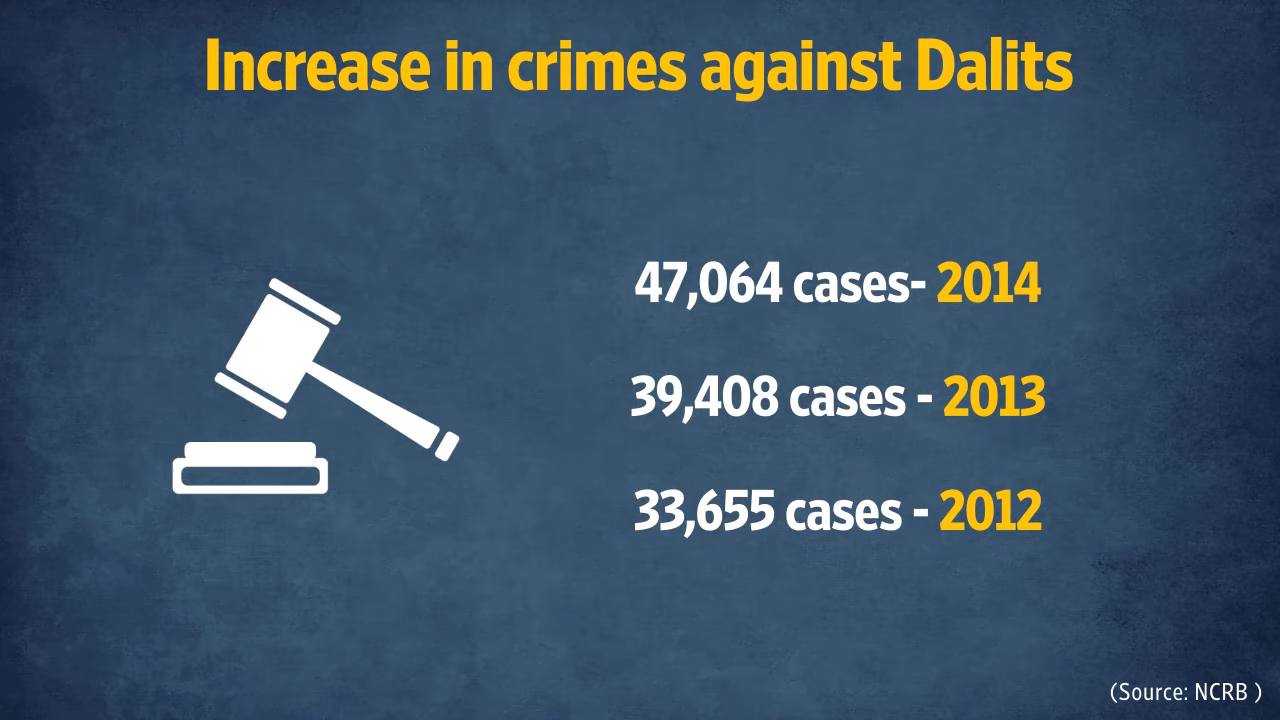 Increase in crimes against Dalits
47,064 cases- 2014
39,408 cases - 2013
33,655 cases - 2012
(Source: NCRB )